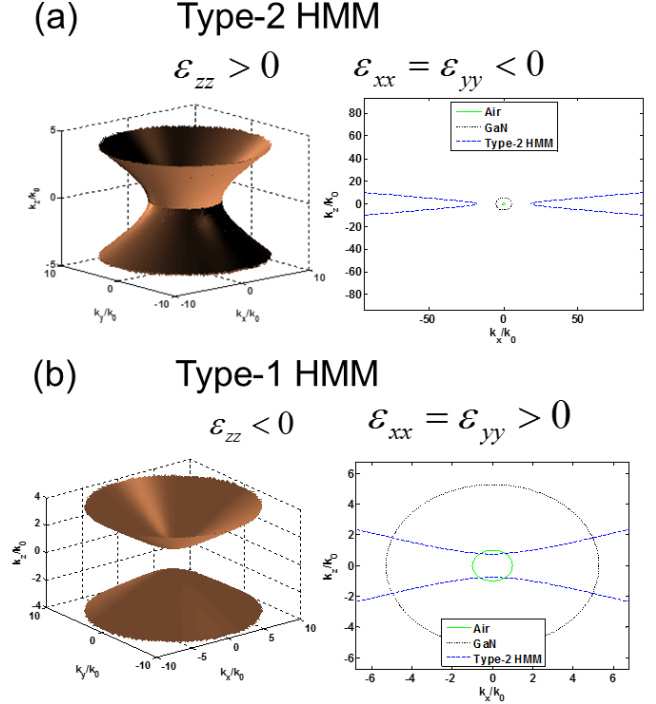 (a) Type-2 HMM
ε_zz > 0 ε_xx = ε_yy < 0
5
0
-5
k_z/k_0
10
0
-10
k_y/k_0
-10
0
10
k_x/k_0
80
60
40
20
0
-20
-40
-60
-80
k_z/k_0
Air
GaN
Type-2 HMM
-50
0
50
k_x/k_0
(b) Type-1 HMM
ε_zz < 0 ε_xx = ε_yy > 0
4
2
0
-2
-4
k_z/k_0
10
0
-10
k_y/k_0
-10
-5
0
5
10
k_x/k_0
6
4
2
0
-2
-4
-6
k_z/k_0
Air
GaN
Type-2 HMM
-6
-4
-2
0
2
4
6
k_x/k_0